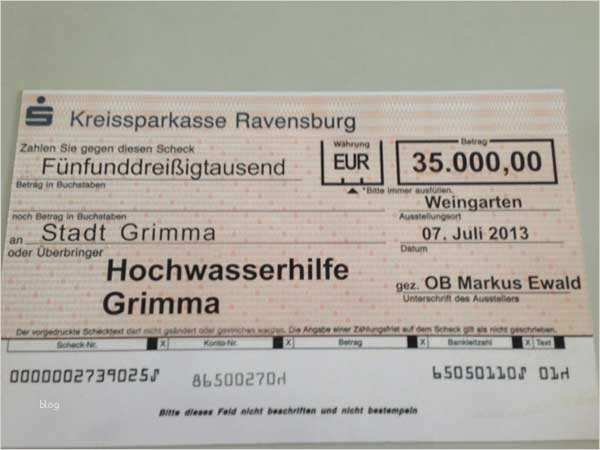 Kreissparkasse Ravensburg
Zahlen Sie gegen diesen Scheck
Fünfunddreißigtausend
Betrag in Buchstaben
Währung
EUR
Betrag
35.000,00
*Bitte immer ausfüllen.
noch Betrag in Buchstaben
Weingarten
Ausstellungsort
an Stadt Grimma
07. Juli 2013
oder Überbringer
Datum
Hochwasserhilfe
Grimma
gez. OB Markus Ewald
Unterschrift des Ausstellers
Der vorgedruckte Schecktext darf nicht geändert oder gestrichen werden. Die Angabe einer Zahlungsfrist auf dem Scheck gilt als nicht geschrieben.
Scheck-Nr. X Konto-Nr. X Betrag X Bankleitzahl X Text
0000002739025 86500270 65050110 01
blog
Bitte dieses Feld nicht beschriften und nicht bestempeln